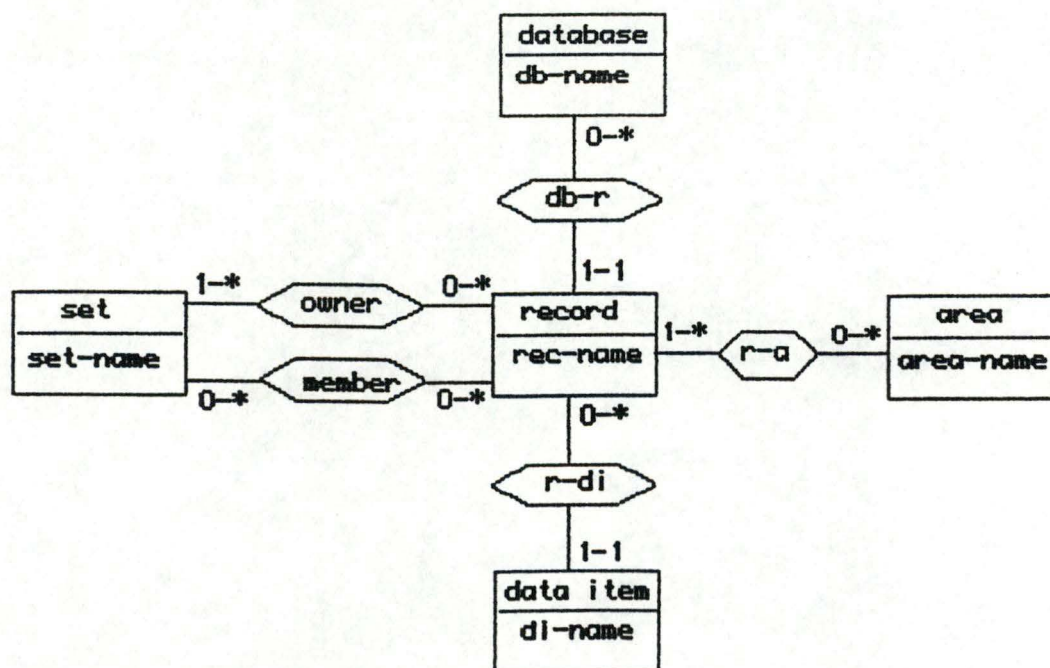 database
db-name
0-*
db-r
1-1
1-* owner 0-*
set
set-name
0-* member 0-*
record
rec-name
1-* r-a 0-*
area
area-name
0-*
r-di
1-1
data item
di-name